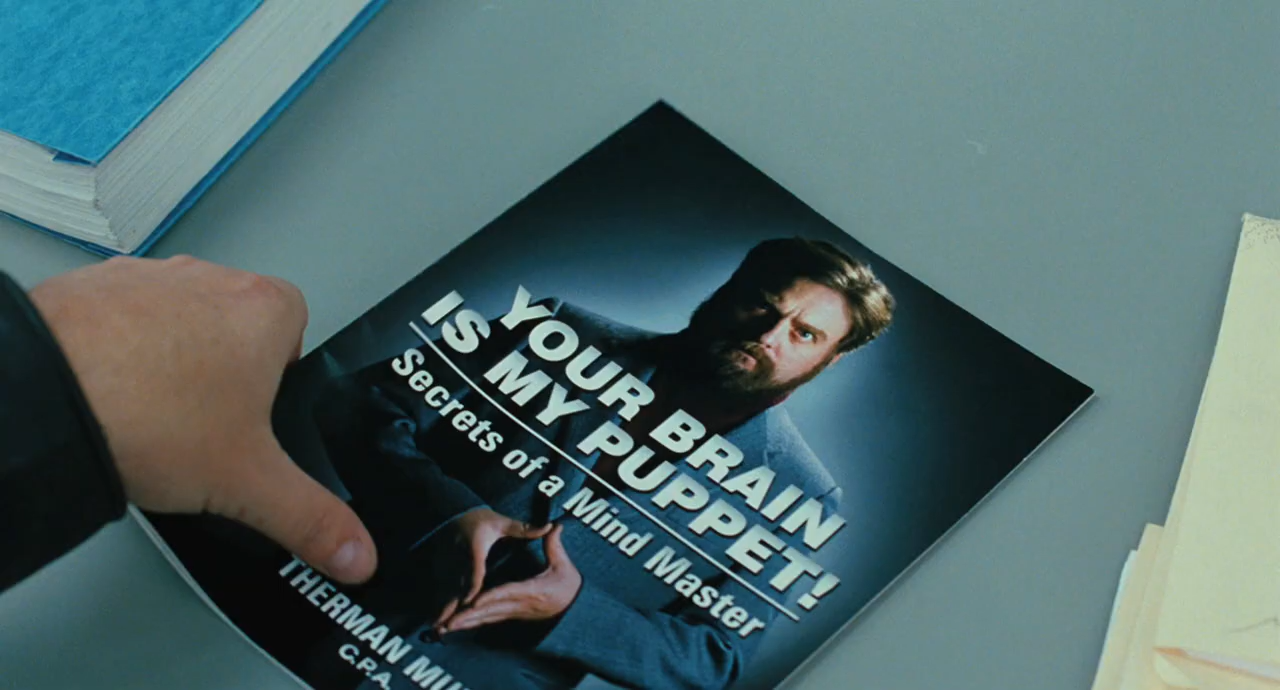 YOUR BRAIN
IS MY PUPPET!
Secrets of a Mind Master
THERMAN
C.P.A.